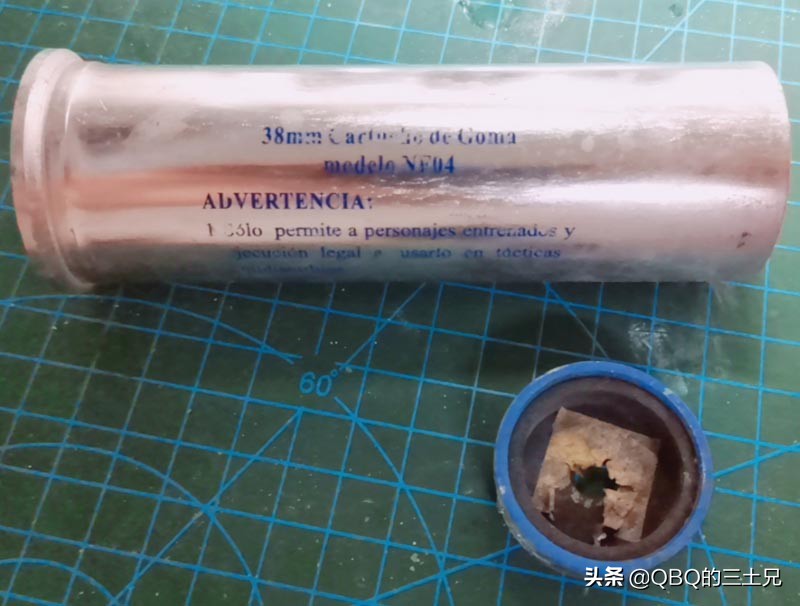 38mm Cartucho de Goma
modelo NF04
ADVERTENCIA:
Sólo permite a personajes entrenados y
ejecución legal a usarlo en tácticas
60°
头条 @QBQ的三土兄